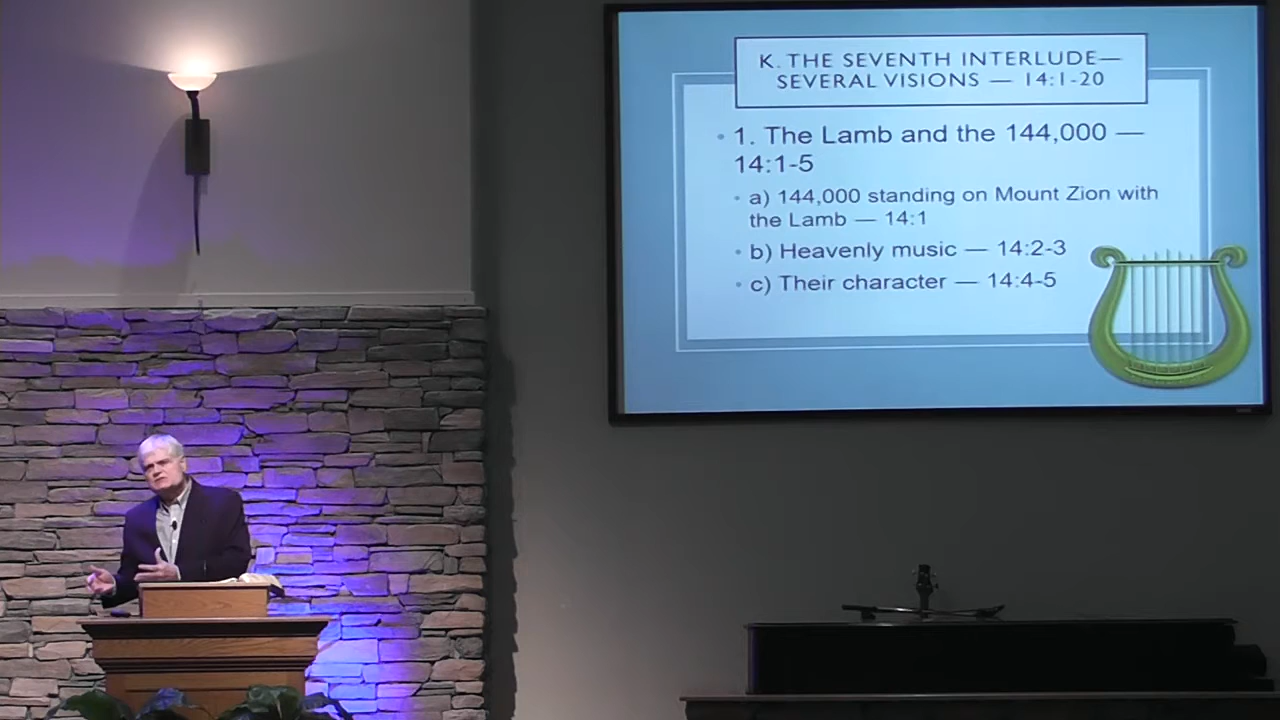 K. THE SEVENTH INTERLUDE—
SEVERAL VISIONS — 14:1-20
• 1. The Lamb and the 144,000 —
14:1-5
• a) 144,000 standing on Mount Zion with
the Lamb — 14:1
• b) Heavenly music — 14:2-3
• c) Their character — 14:4-5